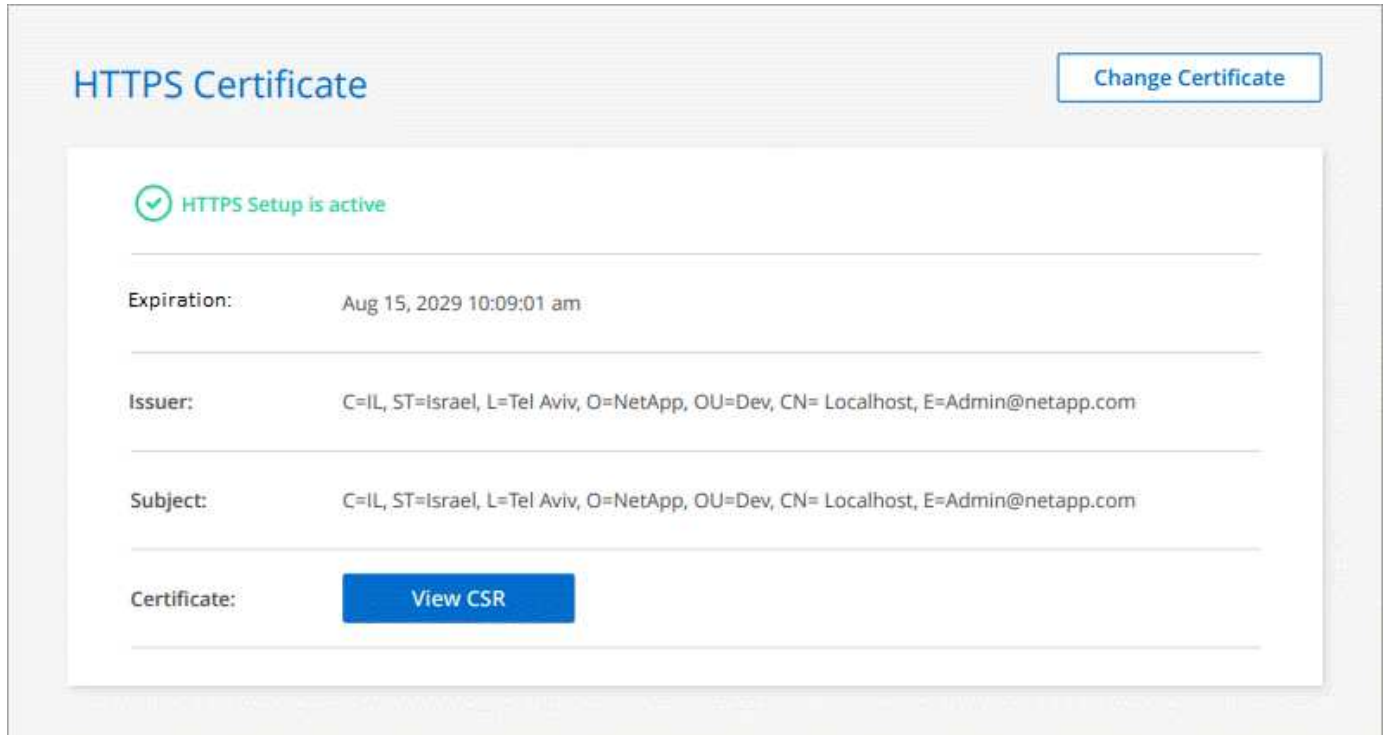 HTTPS Certificate
Change Certificate
HTTPS Setup is active
Expiration: Aug 15, 2029 10:09:01 am
Issuer: C=IL, ST=Israel, L=Tel Aviv, O=NetApp, OU=Dev, CN= Localhost, E=Admin@netapp.com
Subject: C=IL, ST=Israel, L=Tel Aviv, O=NetApp, OU=Dev, CN= Localhost, E=Admin@netapp.com
Certificate: View CSR